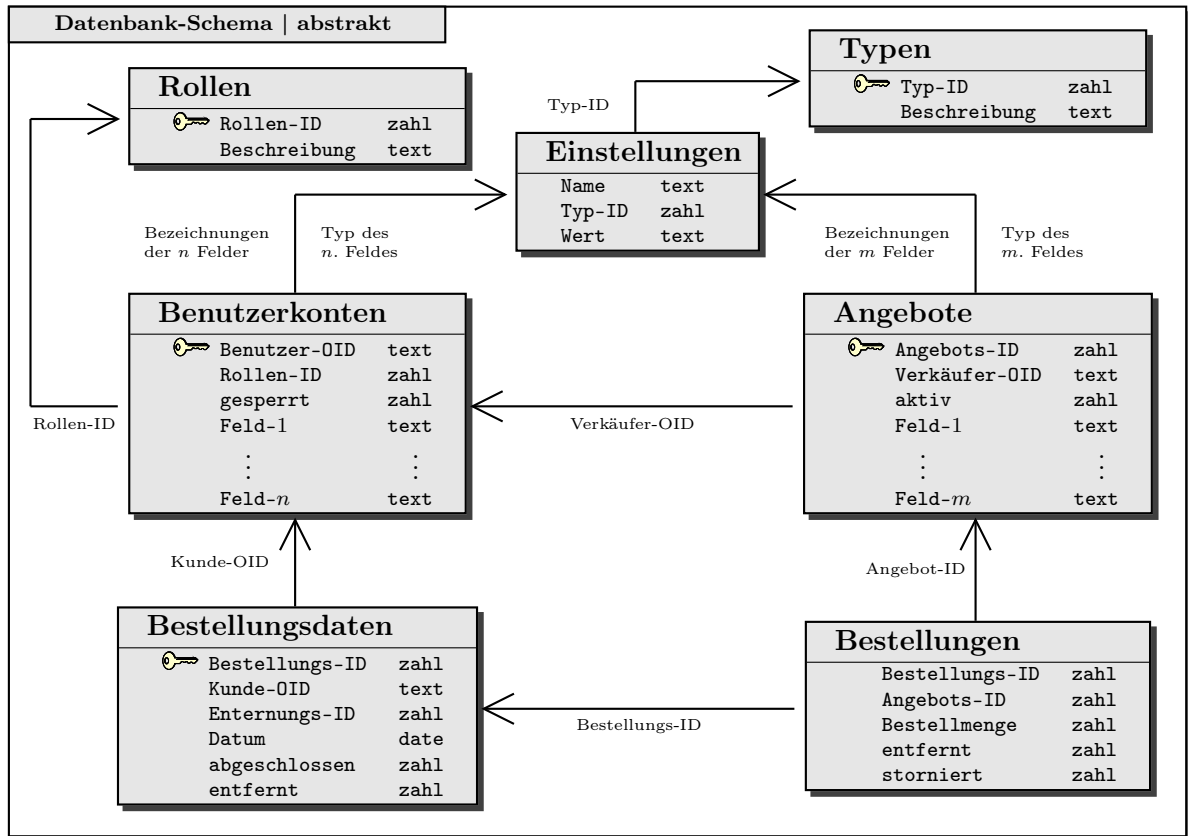 Datenbank-Schema | abstrakt
Typen
Typ-ID zahl
Beschreibung text
Rollen
Rollen-ID zahl
Beschreibung text
Typ-ID
Einstellungen
Name text
Typ-ID zahl
Wert text
Bezeichnungen
der n Felder
Typ des
n. Feldes
Bezeichnungen
der m Felder
Typ des
m. Feldes
Benutzerkonten
Benutzer-OID text
Rollen-ID zahl
gesperrt zahl
Feld-1 text
⋮ ⋮
Feld-n text
Angebote
Angebots-ID zahl
Verkäufer-OID text
aktiv zahl
Feld-1 text
⋮ ⋮
Feld-m text
Rollen-ID
Verkäufer-OID
Kunde-OID
Angebot-ID
Bestellungsdaten
Bestellungs-ID zahl
Kunde-OID text
Enternungs-ID zahl
Datum date
abgeschlossen zahl
entfernt zahl
Bestellungs-ID
Bestellungen
Bestellungs-ID zahl
Angebots-ID zahl
Bestellmenge zahl
entfernt zahl
storniert zahl